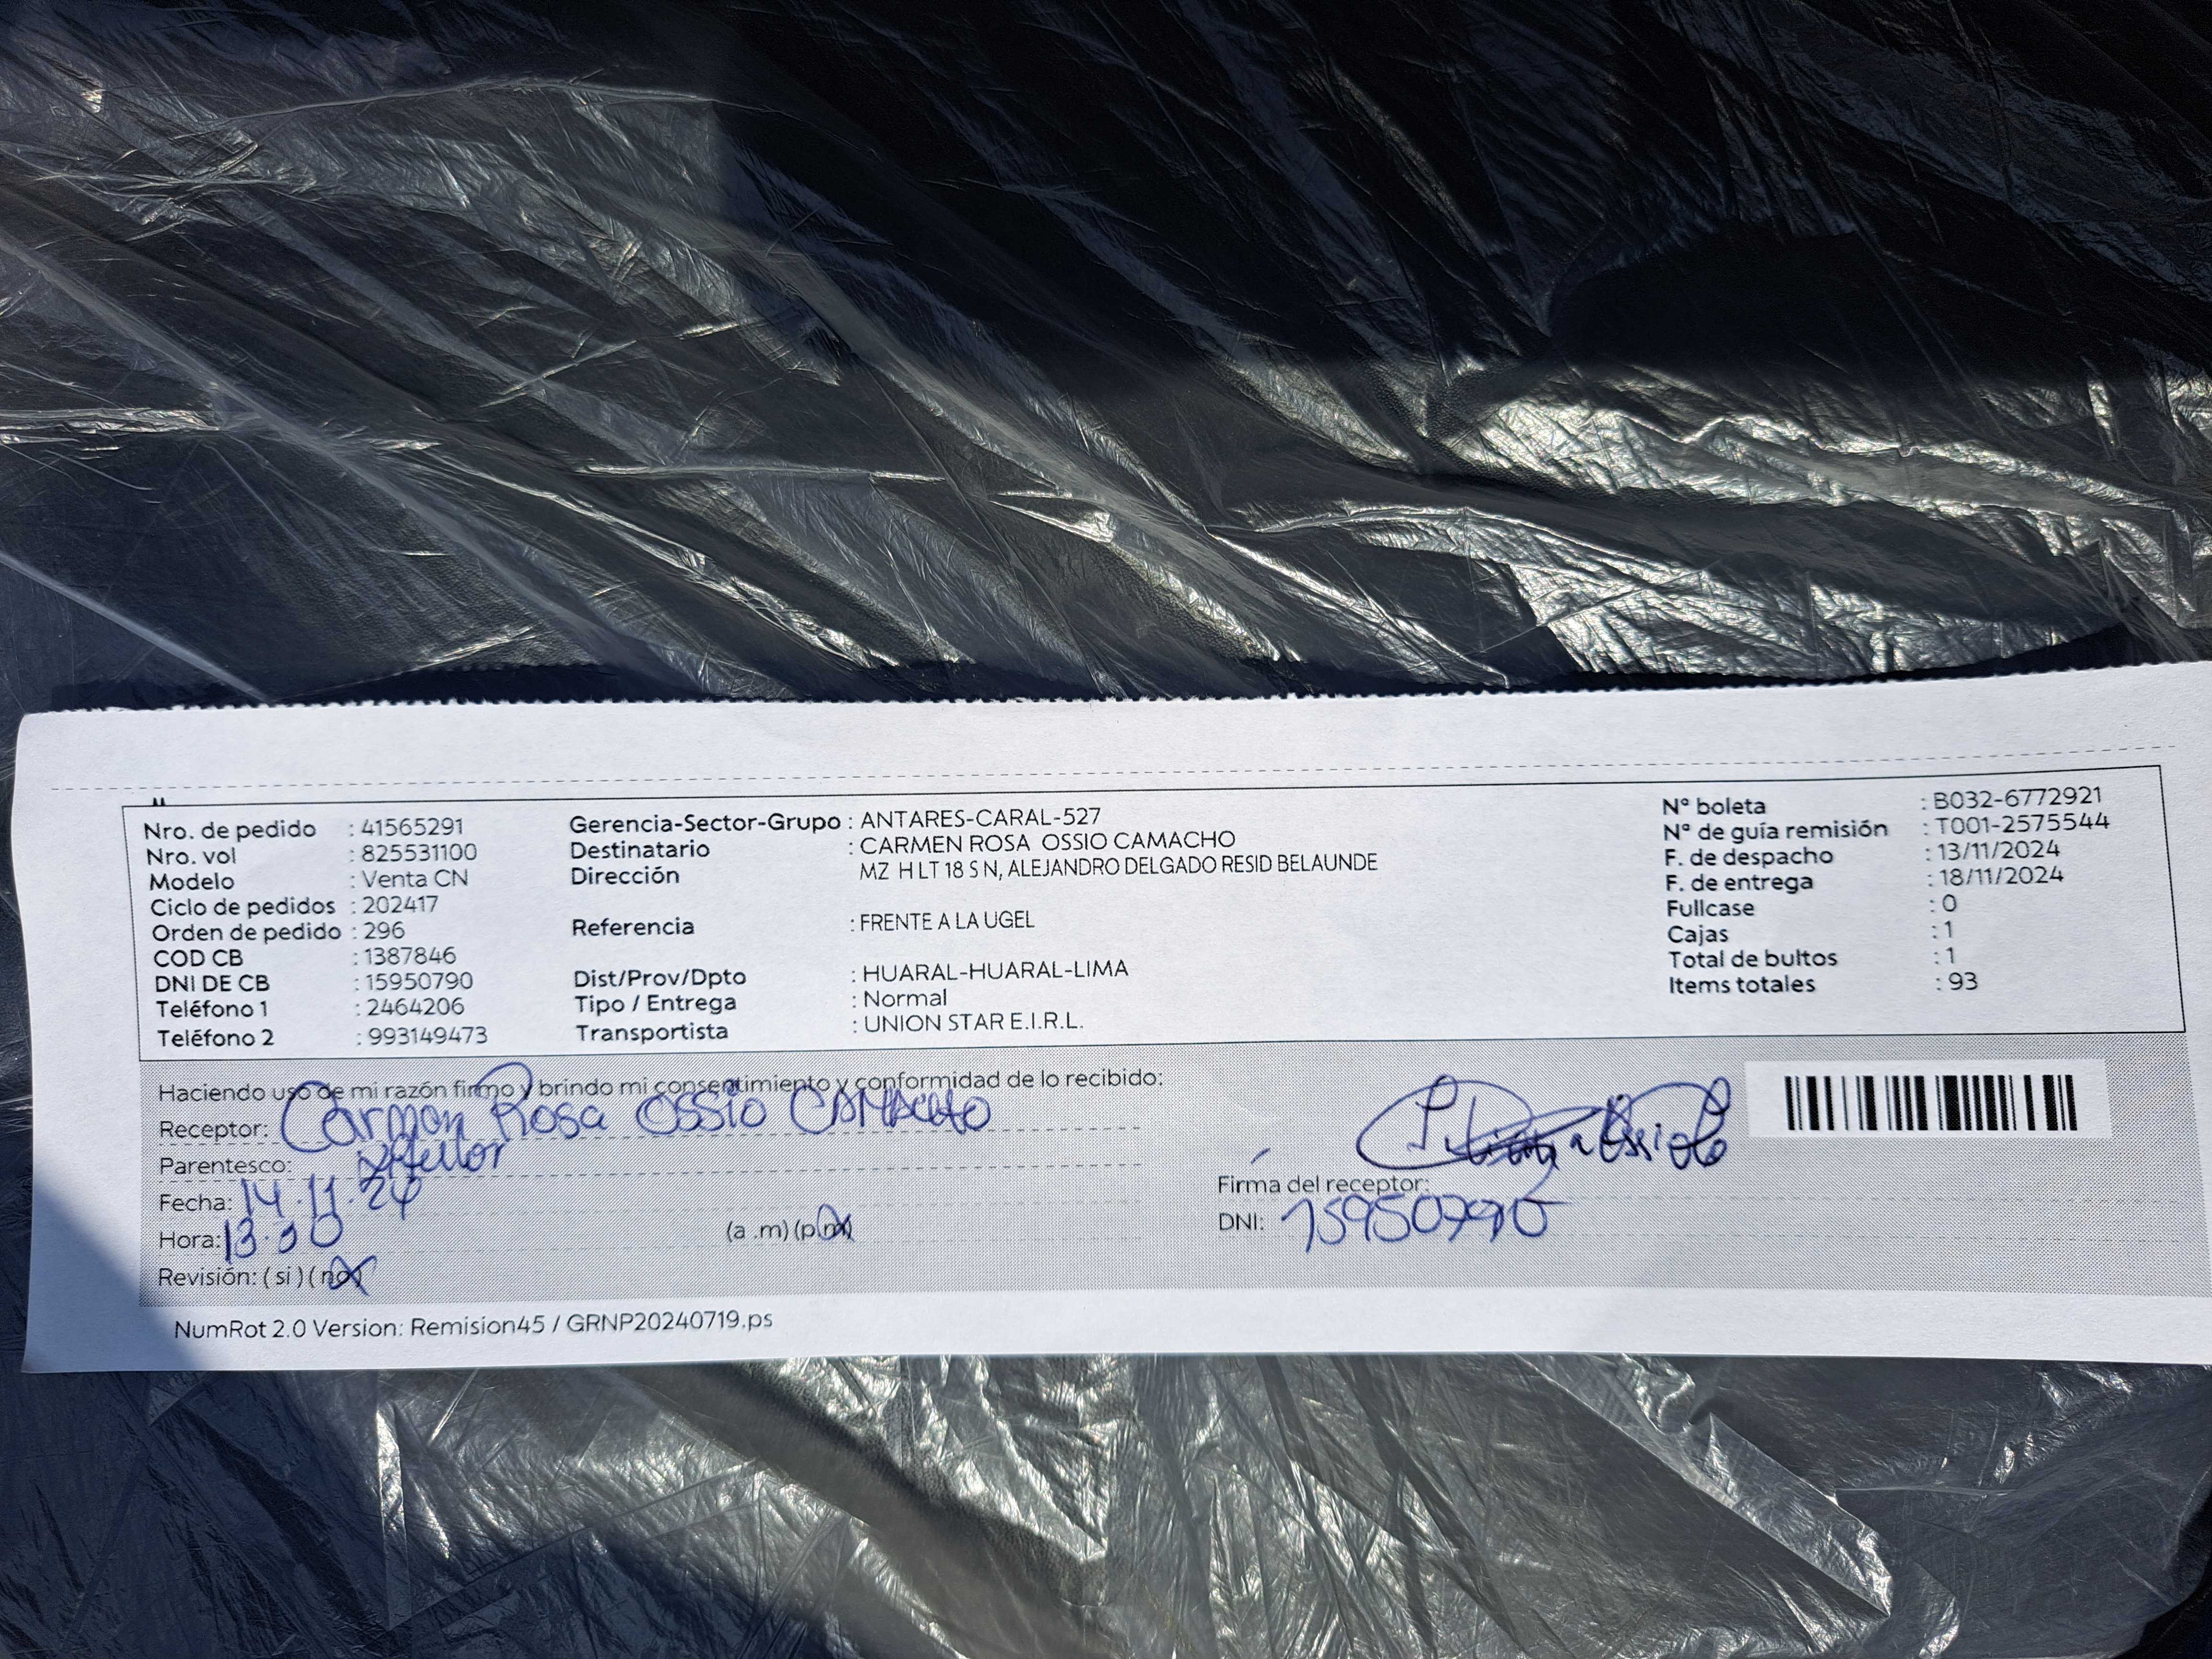 Nro. de pedido : 41565291
Nro. vol : 825531100
Modelo : Venta CN
Ciclo de pedidos : 202417
Orden de pedido : 296
COD CB : 1387846
DNI DE CB : 15950790
Teléfono 1 : 2464206
Teléfono 2 : 993149473
Gerencia-Sector-Grupo : ANTARES-CARAL-527
Destinatario : CARMEN ROSA OSSIO CAMACHO
Dirección MZ H LT 18 S N, ALEJANDRO DELGADO RESID BELAUNDE
Referencia : FRENTE A LA UGEL
Dist/Prov/Dpto : HUARAL-HUARAL-LIMA
Tipo / Entrega : Normal
Transportista : UNION STAR E.I.R.L.
N° boleta : B032-6772921
N° de guía remisión : T001-2575544
F. de despacho : 13/11/2024
F. de entrega : 18/11/2024
Fullcase : 0
Cajas : 1
Total de bultos : 1
Items totales : 93
Haciendo uso de mi razón firmo y brindo mi consentimiento y conformidad de lo recibido:
Receptor: Carmen Rosa Ossio CAMACHO
Parentesco:
Fecha: 14.11.24
Hora: (a .m) (p.m)
Revisión: ( si ) ( no )
Firma del receptor:
DNI: 15950790
NumRot 2.0 Version: Remision45 / GRNP20240719.ps